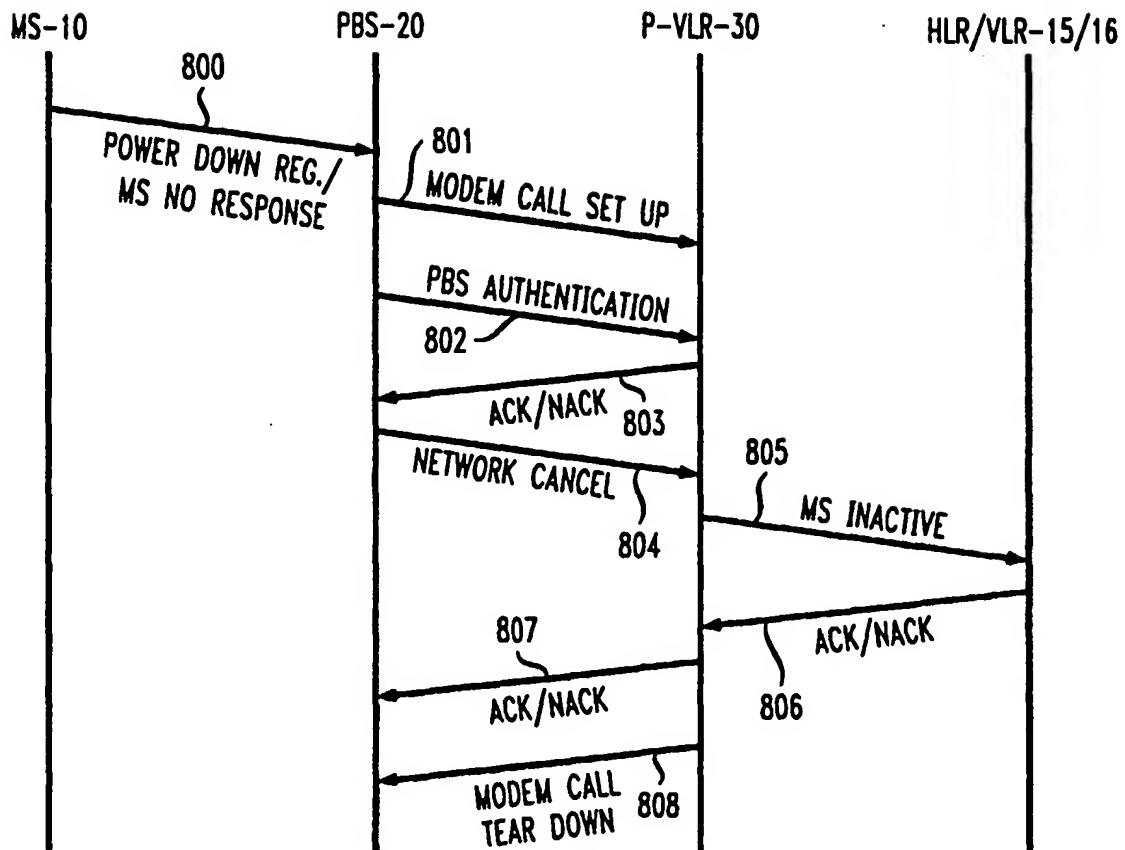 MS-10 PBS-20 P-VLR-30 HLR/VLR-15/16
800
POWER DOWN REG./
MS NO RESPONSE
801
MODEM CALL SET UP
PBS AUTHENTICATION
802
ACK/NACK 803
NETWORK CANCEL
804
805
MS INACTIVE
ACK/NACK
806
807
ACK/NACK
MODEM CALL
TEAR DOWN
808